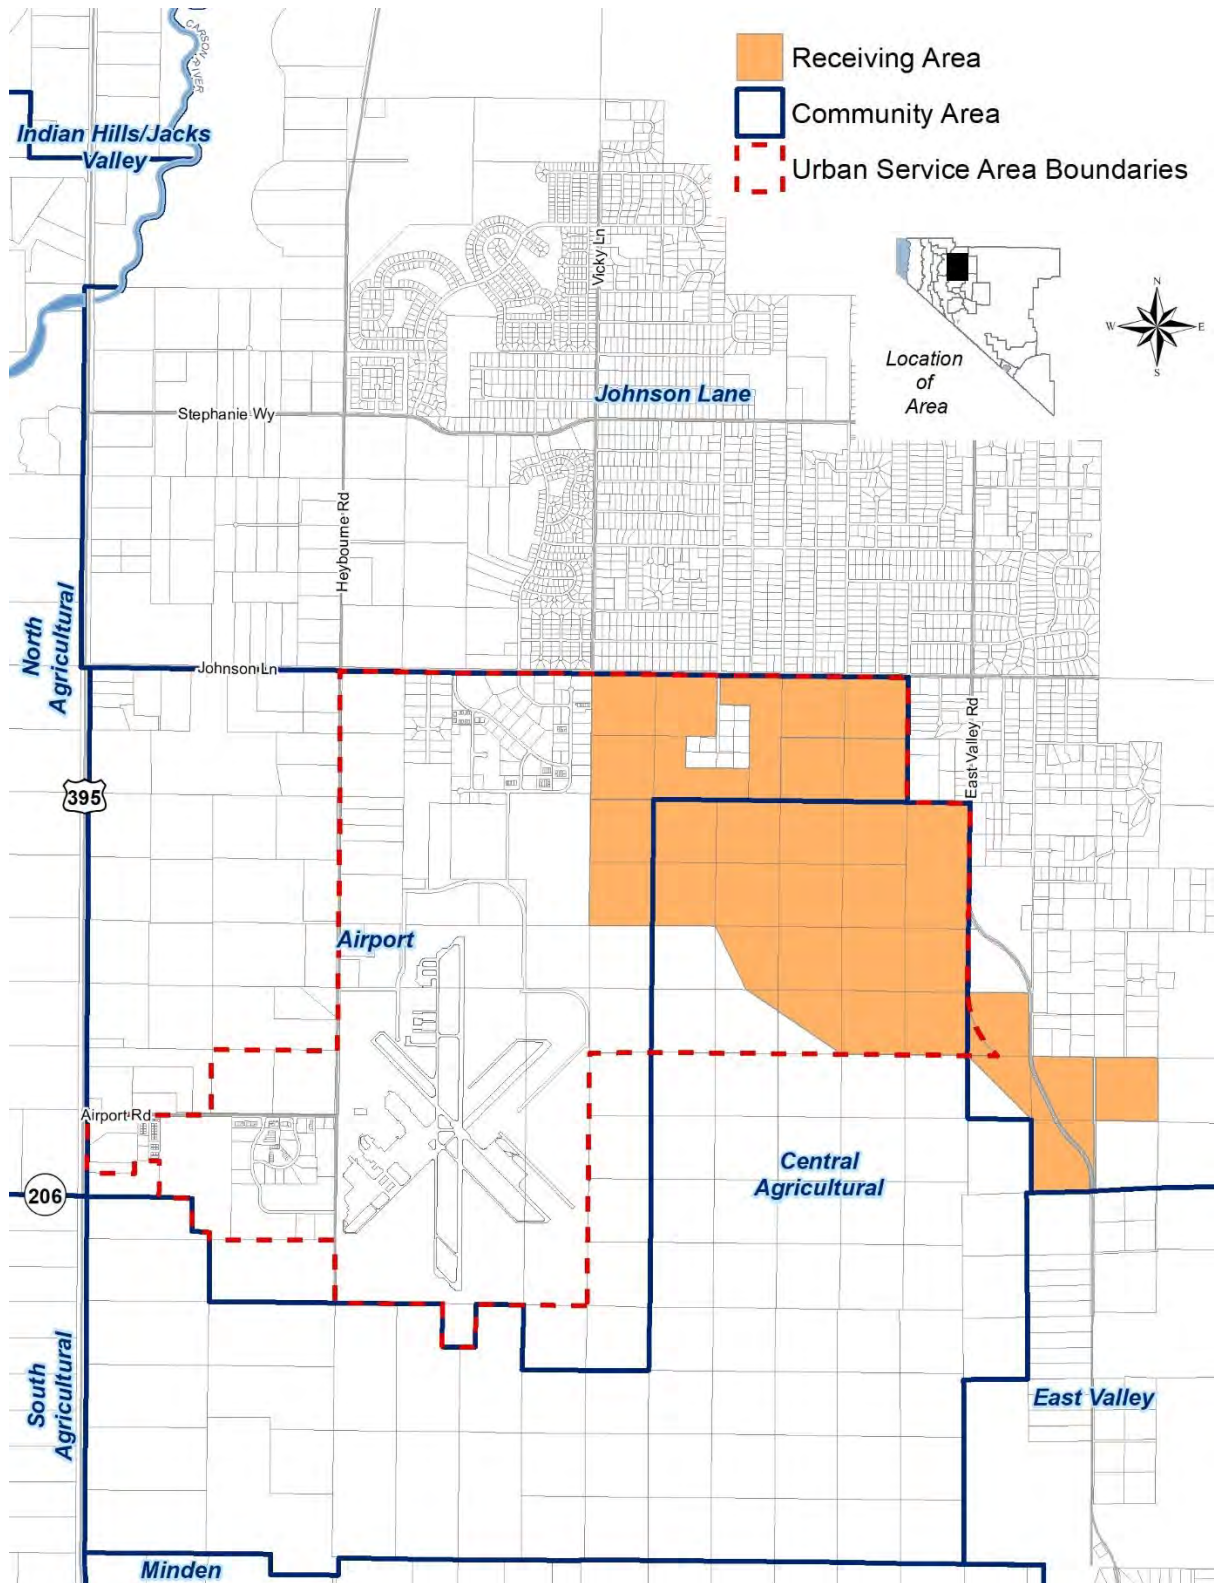 CARSON RIVER
Receiving Area
Community Area
Urban Service Area Boundaries
Indian Hills/Jacks
Valley
Vicky Ln
N
W
E
S
Location
of
Area
Johnson Lane
Stephanie Wy
Heybourne Rd
North
Agricultural
Johnson Ln
East Valley Rd
395
Airport
Airport Rd
Central
Agricultural
206
South
Agricultural
East Valley
Minden